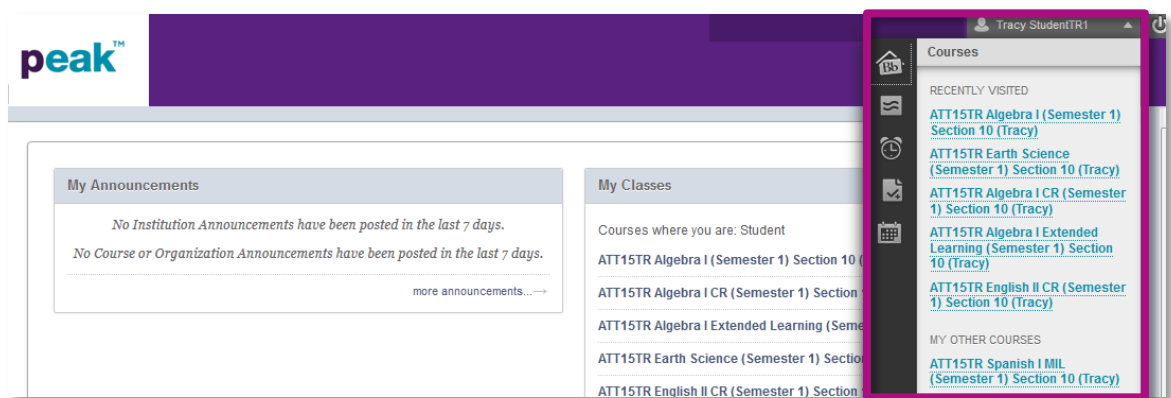 peak™
Tracy StudentTR1
Bb
Courses
RECENTLY VISITED
ATT15TR Algebra I (Semester 1)
Section 10 (Tracy)
ATT15TR Earth Science
(Semester 1) Section 10 (Tracy)
ATT15TR Algebra I CR (Semester
1) Section 10 (Tracy)
ATT15TR Algebra I Extended
Learning (Semester 1) Section
10 (Tracy)
ATT15TR English II CR (Semester
1) Section 10 (Tracy)
MY OTHER COURSES
ATT15TR Spanish I MIL
(Semester 1) Section 10 (Tracy)
My Announcements
No Institution Announcements have been posted in the last 7 days.
No Course or Organization Announcements have been posted in the last 7 days.
more announcements...→
My Classes
Courses where you are: Student
ATT15TR Algebra I (Semester 1) Section 10 (
ATT15TR Algebra I CR (Semester 1) Section
ATT15TR Algebra I Extended Learning (Seme
ATT15TR Earth Science (Semester 1) Sectio
ATT15TR English II CR (Semester 1) Section